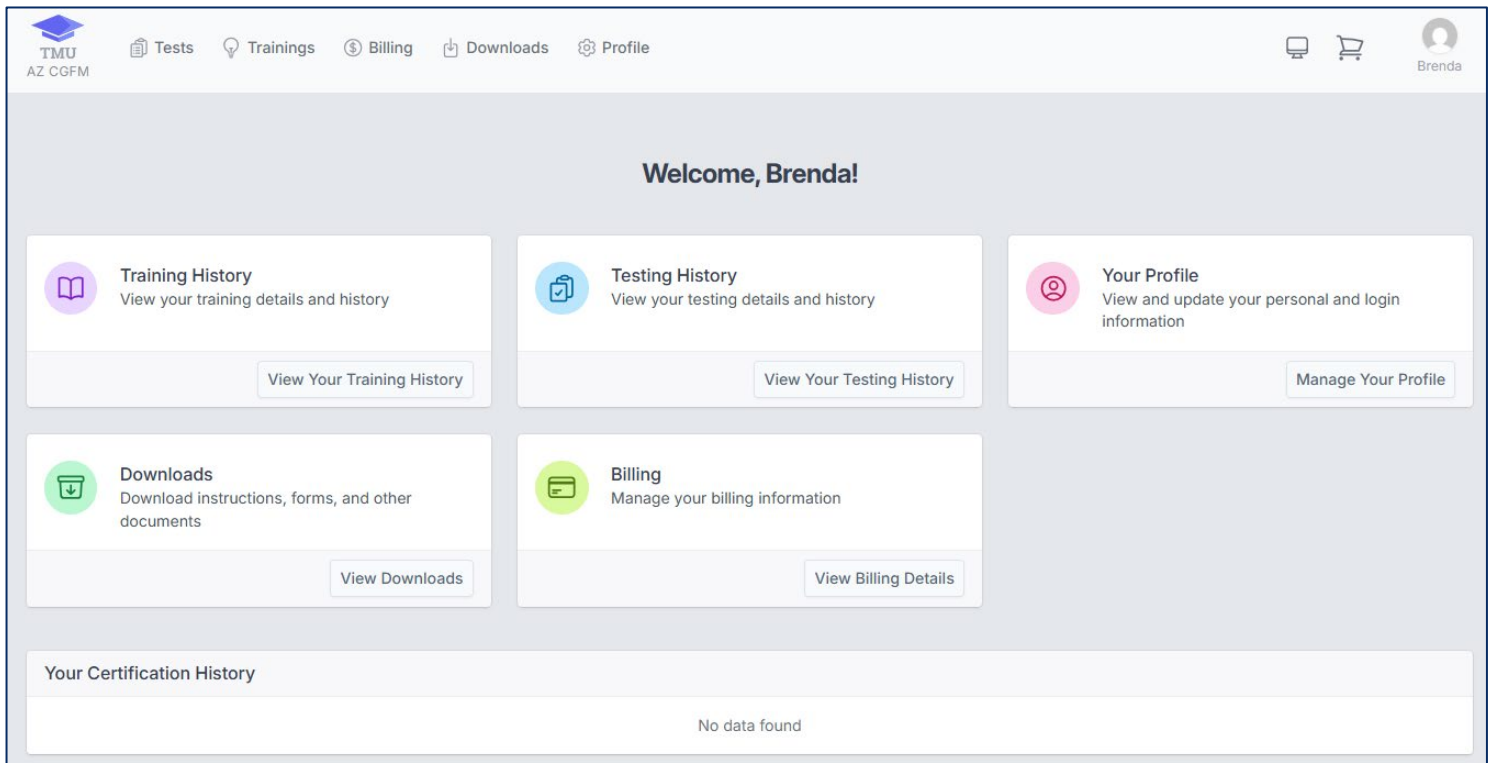 TMU
AZ CGFM
Tests
Trainings
Billing
Downloads
Profile
Brenda
Welcome, Brenda!
Training History
View your training details and history
View Your Training History
Testing History
View your testing details and history
View Your Testing History
Your Profile
View and update your personal and login
information
Manage Your Profile
Downloads
Download instructions, forms, and other
documents
View Downloads
Billing
Manage your billing information
View Billing Details
Your Certification History
No data found